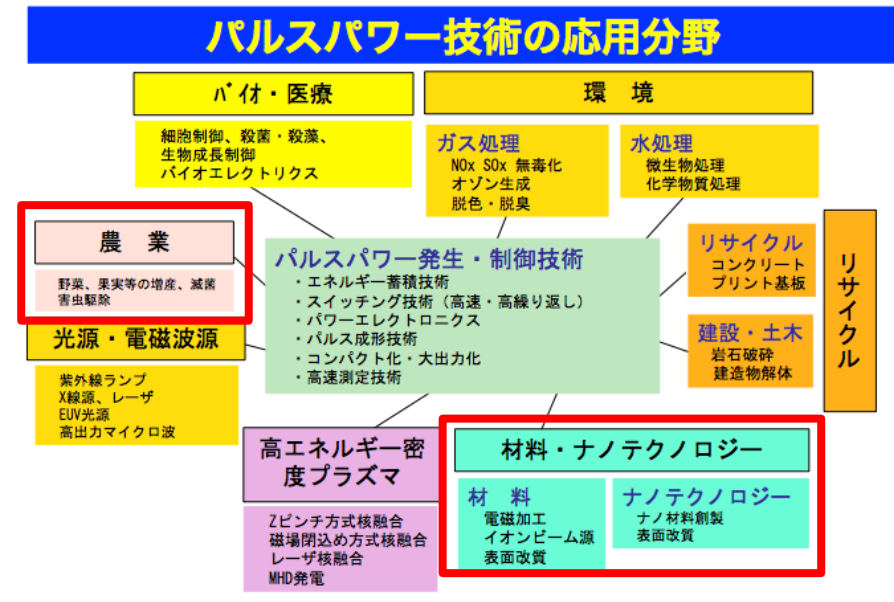 パルスパワー技術の応用分野
バイオ・医療
細胞制御、殺菌・殺藻、
生物成長制御
バイオエレクトリクス
環　境
ガス処理
NOx SOx 無毒化
オゾン生成
脱色・脱臭
水処理
微生物処理
化学物質処理
農　業
野菜、果実等の増産、滅菌
害虫駆除
パルスパワー発生・制御技術
・エネルギー蓄積技術
・スイッチング技術（高速・高繰り返し）
・パワーエレクトロニクス
・パルス成形技術
・コンパクト化・大出力化
・高速測定技術
リサイクル
コンクリート
プリント基板
建設・土木
岩石破砕
建造物解体
リサイクル
光源・電磁波源
紫外線ランプ
X線源、レーザ
EUV光源
高出力マイクロ波
高エネルギー密
度プラズマ
Zピンチ方式核融合
磁場閉込め方式核融合
レーザ核融合
MHD発電
材料・ナノテクノロジー
材　料
電磁加工
イオンビーム源
表面改質
ナノテクノロジー
ナノ材料創製
表面改質